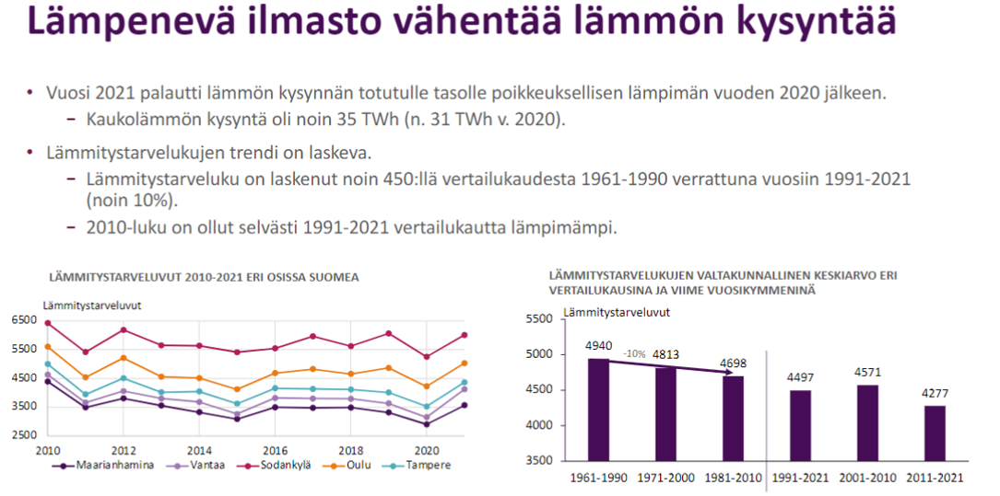 Lämpenevä ilmasto vähentää lämmön kysyntää
• Vuosi 2021 palautti lämmön kysynnän totutulle tasolle poikkeuksellisen lämpimän vuoden 2020 jälkeen.
– Kaukolämmön kysyntä oli noin 35 TWh (n. 31 TWh v. 2020).
• Lämmitystarvelukujen trendi on laskeva.
– Lämmitystarveluku on laskenut noin 450:llä vertailukaudesta 1961-1990 verrattuna vuosiin 1991-2021
(noin 10%).
– 2010-luku on ollut selvästi 1991-2021 vertailukautta lämpimämpi.
LÄMMITYSTARVELUVUT 2010-2021 ERI OSISSA SUOMEA
Lämmitystarveluvut
6500
5500
4500
3500
2500
2010 2012 2014 2016 2018 2020
Maarianhamina Vantaa Sodankylä Oulu Tampere
LÄMMITYSTARVELUKUJEN VALTAKUNNALLINEN KESKIARVO ERI
VERTAILUKAUSINA JA VIIME VUOSIKYMMENINÄ
Lämmitystarveluvut
5500
5000
4500
4000
3500
4940 -10% 4813 4698 4497 4571 4277
1961-1990 1971-2000 1981-2010 1991-2021 2001-2010 2011-2021